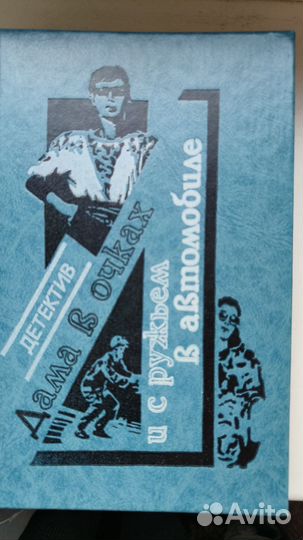 ДЕТЕКТИВ
Дама в очках
и с ружьем
в автомобиле
Avito